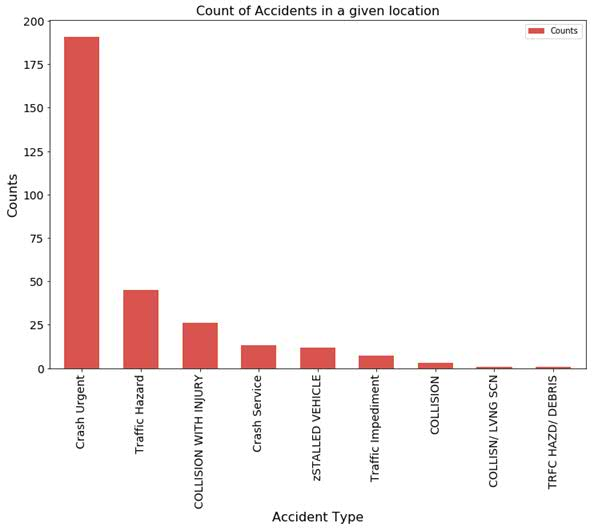 Count of Accidents in a given location
Counts
200
175
150
125
100
75
50
25
0
Counts
Crash Urgent
Traffic Hazard
COLLISION WITH INJURY
Crash Service
zSTALLED VEHICLE
Traffic Impediment
COLLISION
COLLISN/ LVNG SCN
TRFC HAZD/ DEBRIS
Accident Type